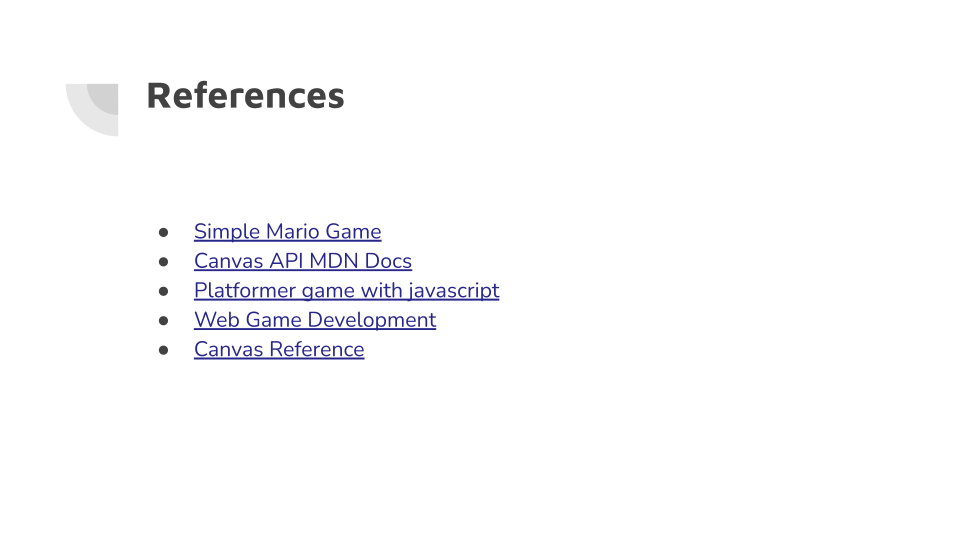 References
● Simple Mario Game
● Canvas API MDN Docs
● Platformer game with javascript
● Web Game Development
● Canvas Reference